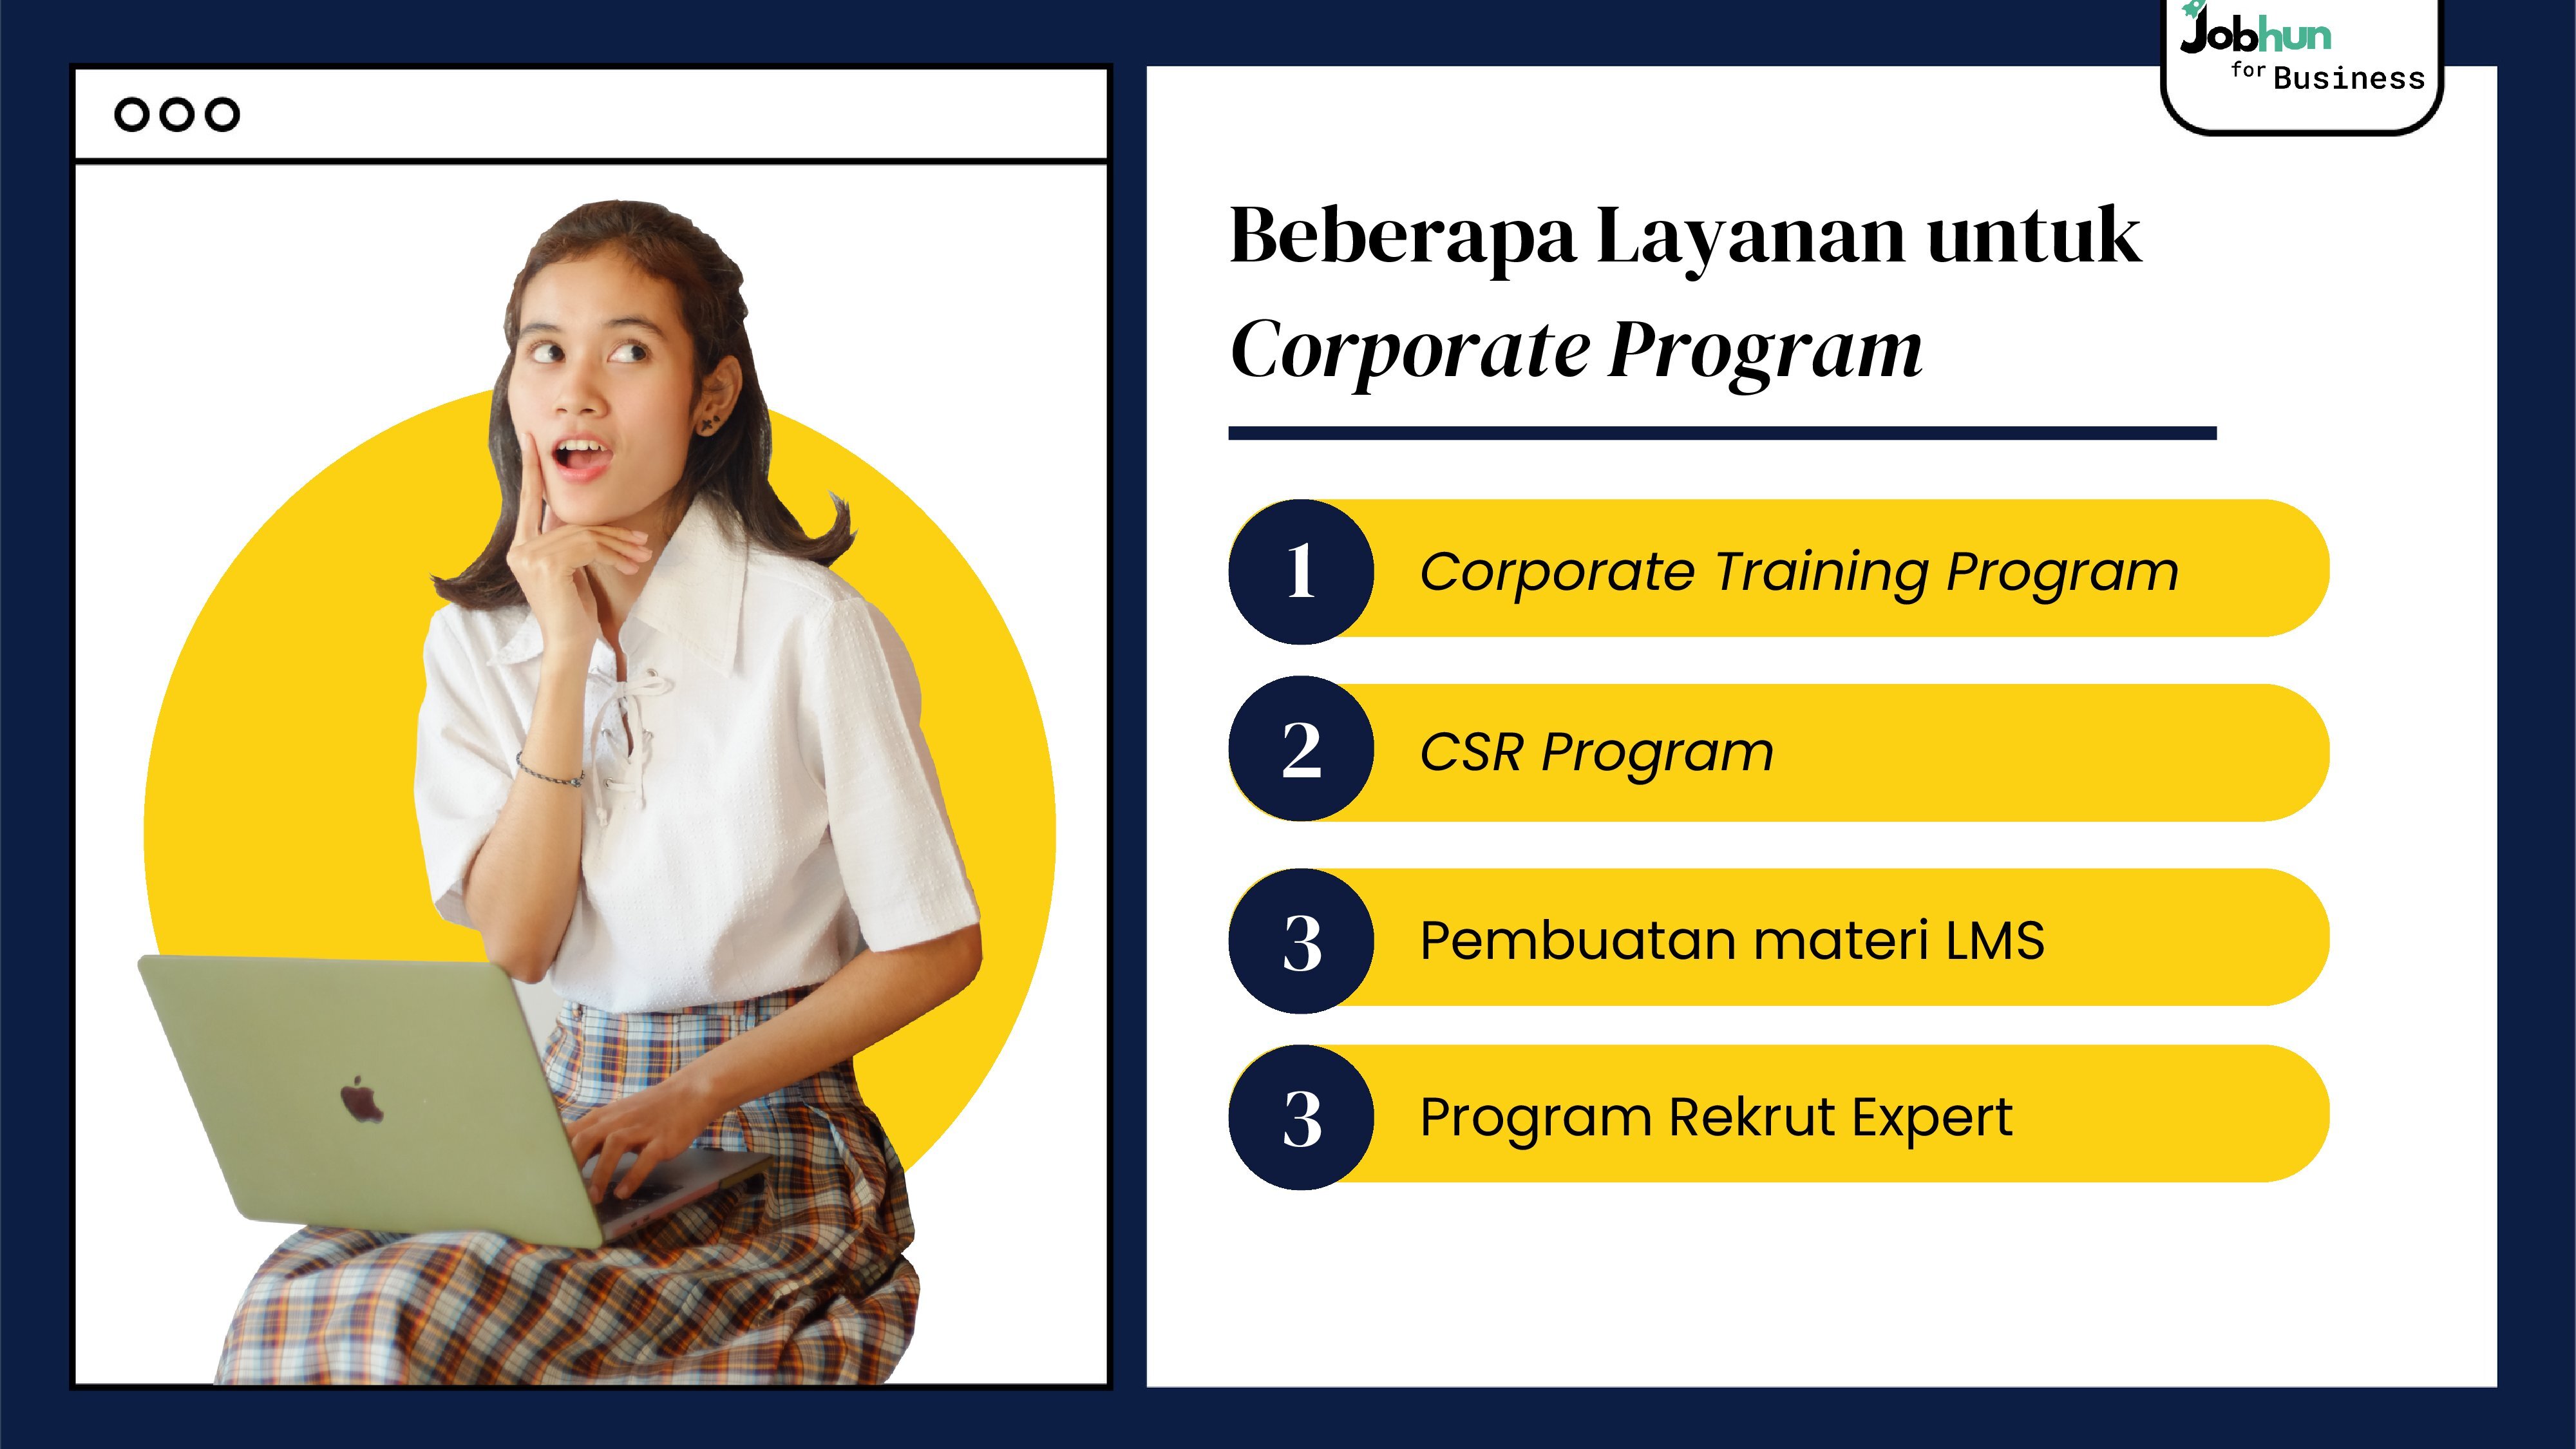 Jobhun
for Business
Beberapa Layanan untuk
Corporate Program
1 Corporate Training Program
2 CSR Program
3 Pembuatan materi LMS
3 Program Rekrut Expert